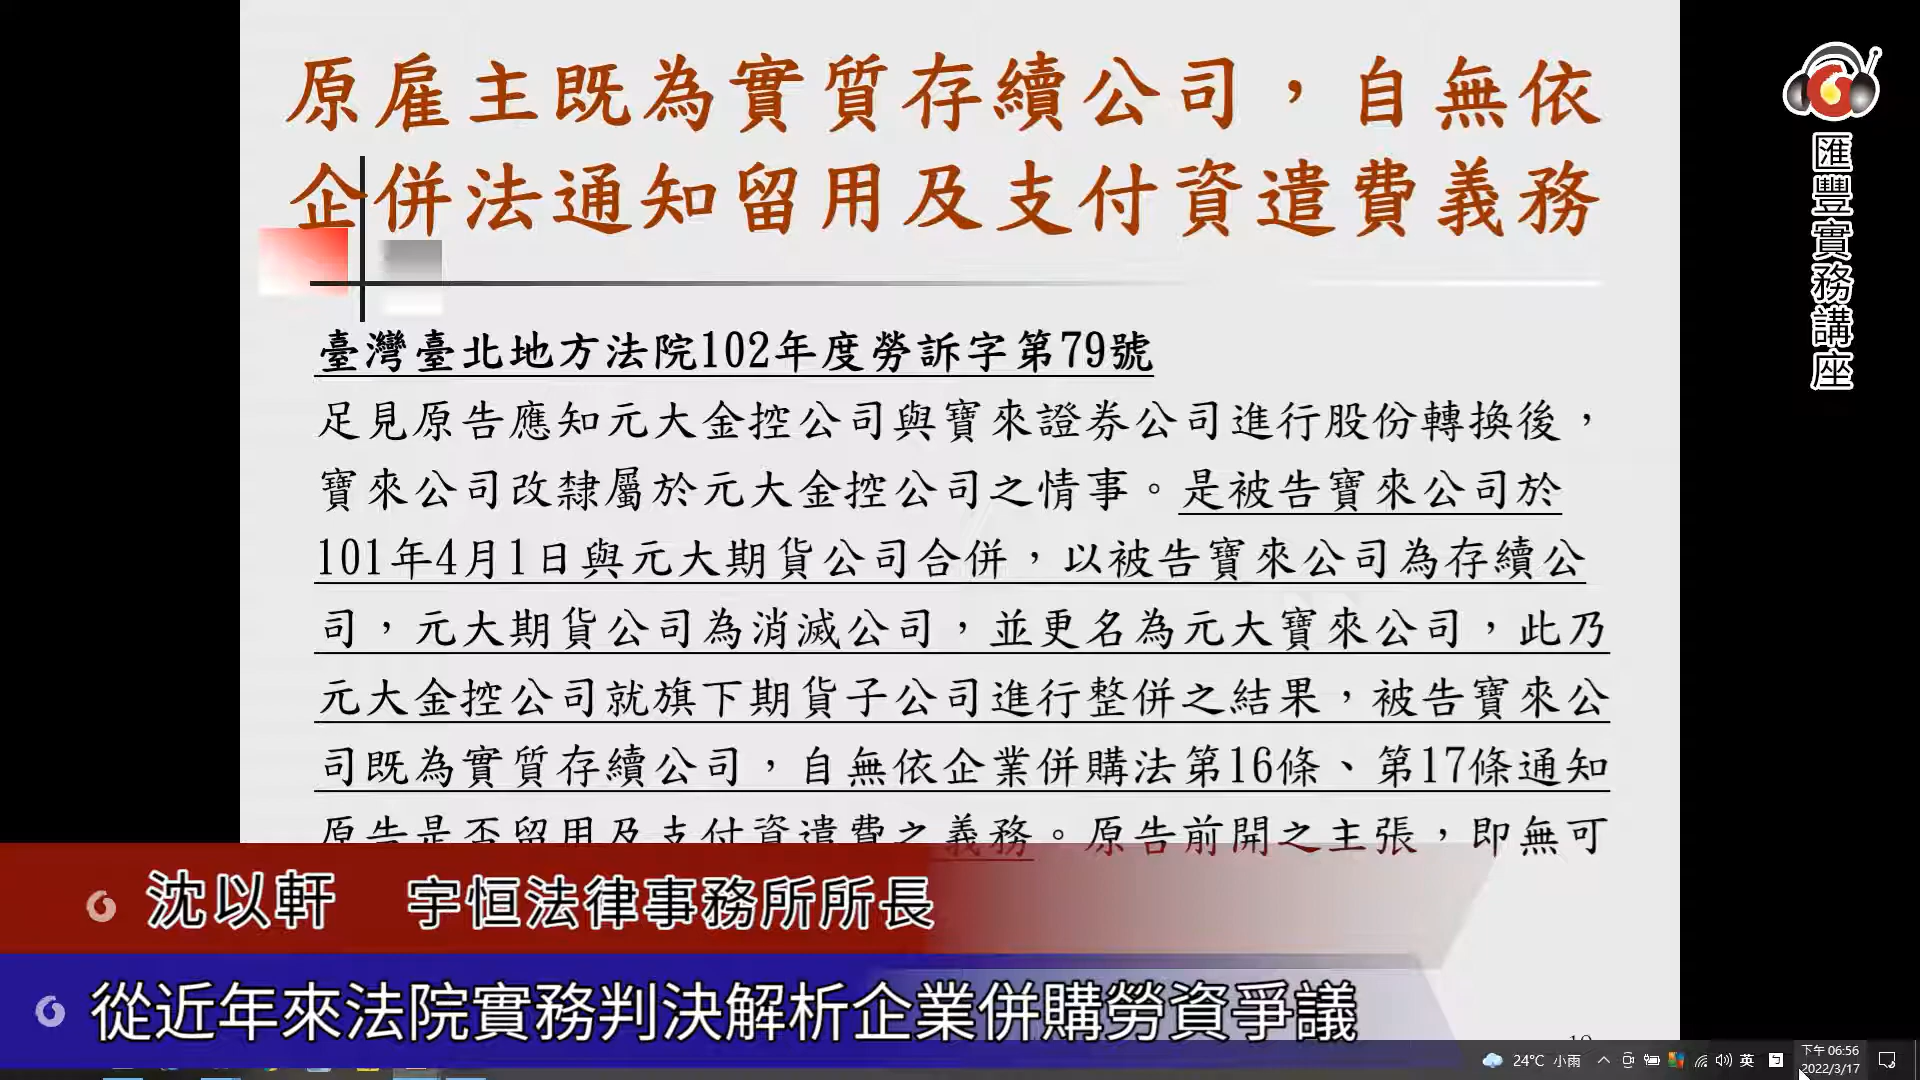 原雇主既為實質存續公司，自無依
企併法通知留用及支付資遣費義務
臺灣臺北地方法院102年度勞訴字第79號
足見原告應知元大金控公司與寶來證券公司進行股份轉換後，
寶來公司改隸屬於元大金控公司之情事。是被告寶來公司於
101年4月1日與元大期貨公司合併，以被告寶來公司為存續公
司，元大期貨公司為消滅公司，並更名為元大寶來公司，此乃
元大金控公司就旗下期貨子公司進行整併之結果，被告寶來公
司既為實質存續公司，自無依企業併購法第16條、第17條通知
原告是否留用及支付資遣費之義務。原告前開之主張，即無可
沈以軒 宇恒法律事務所所長
從近年來法院實務判決解析企業併購勞資爭議
匯豐實務講座
24°C 小雨
英
下午 06:56
2022/3/17